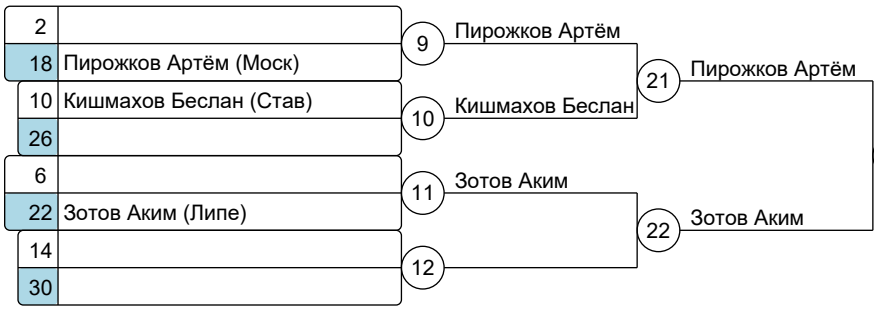 2
18 Пирожков Артём (Моск)
10 Кишмахов Беслан (Став)
26
6
22 Зотов Аким (Липе)
14
30
9
10
11
12
Пирожков Артём
Кишмахов Беслан
Зотов Аким
21
22
Пирожков Артём
Зотов Аким